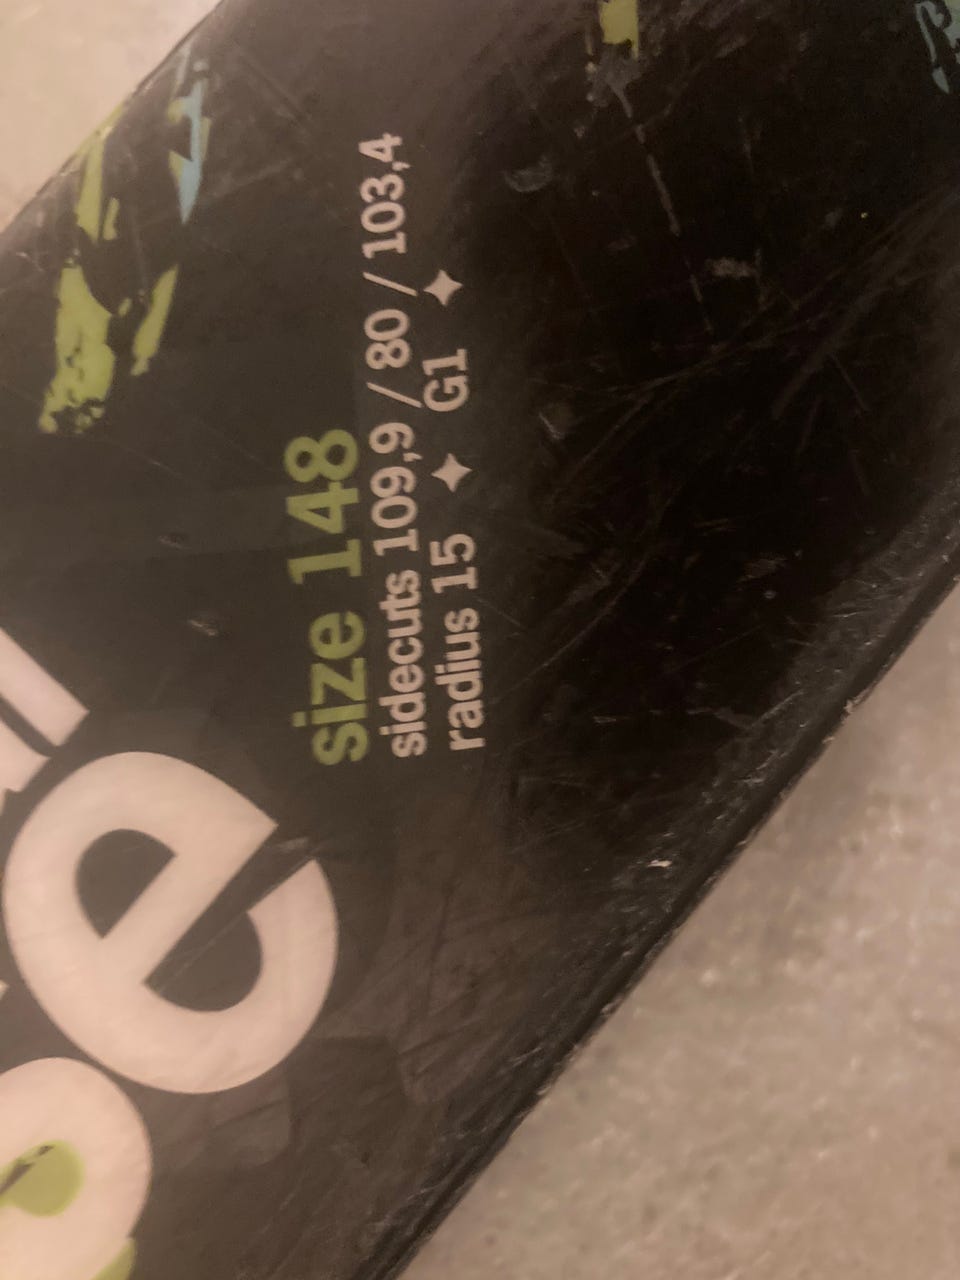 size 148
sidecuts 109,9 / 80 / 103,4
radius 15 ✦ G1 ✦